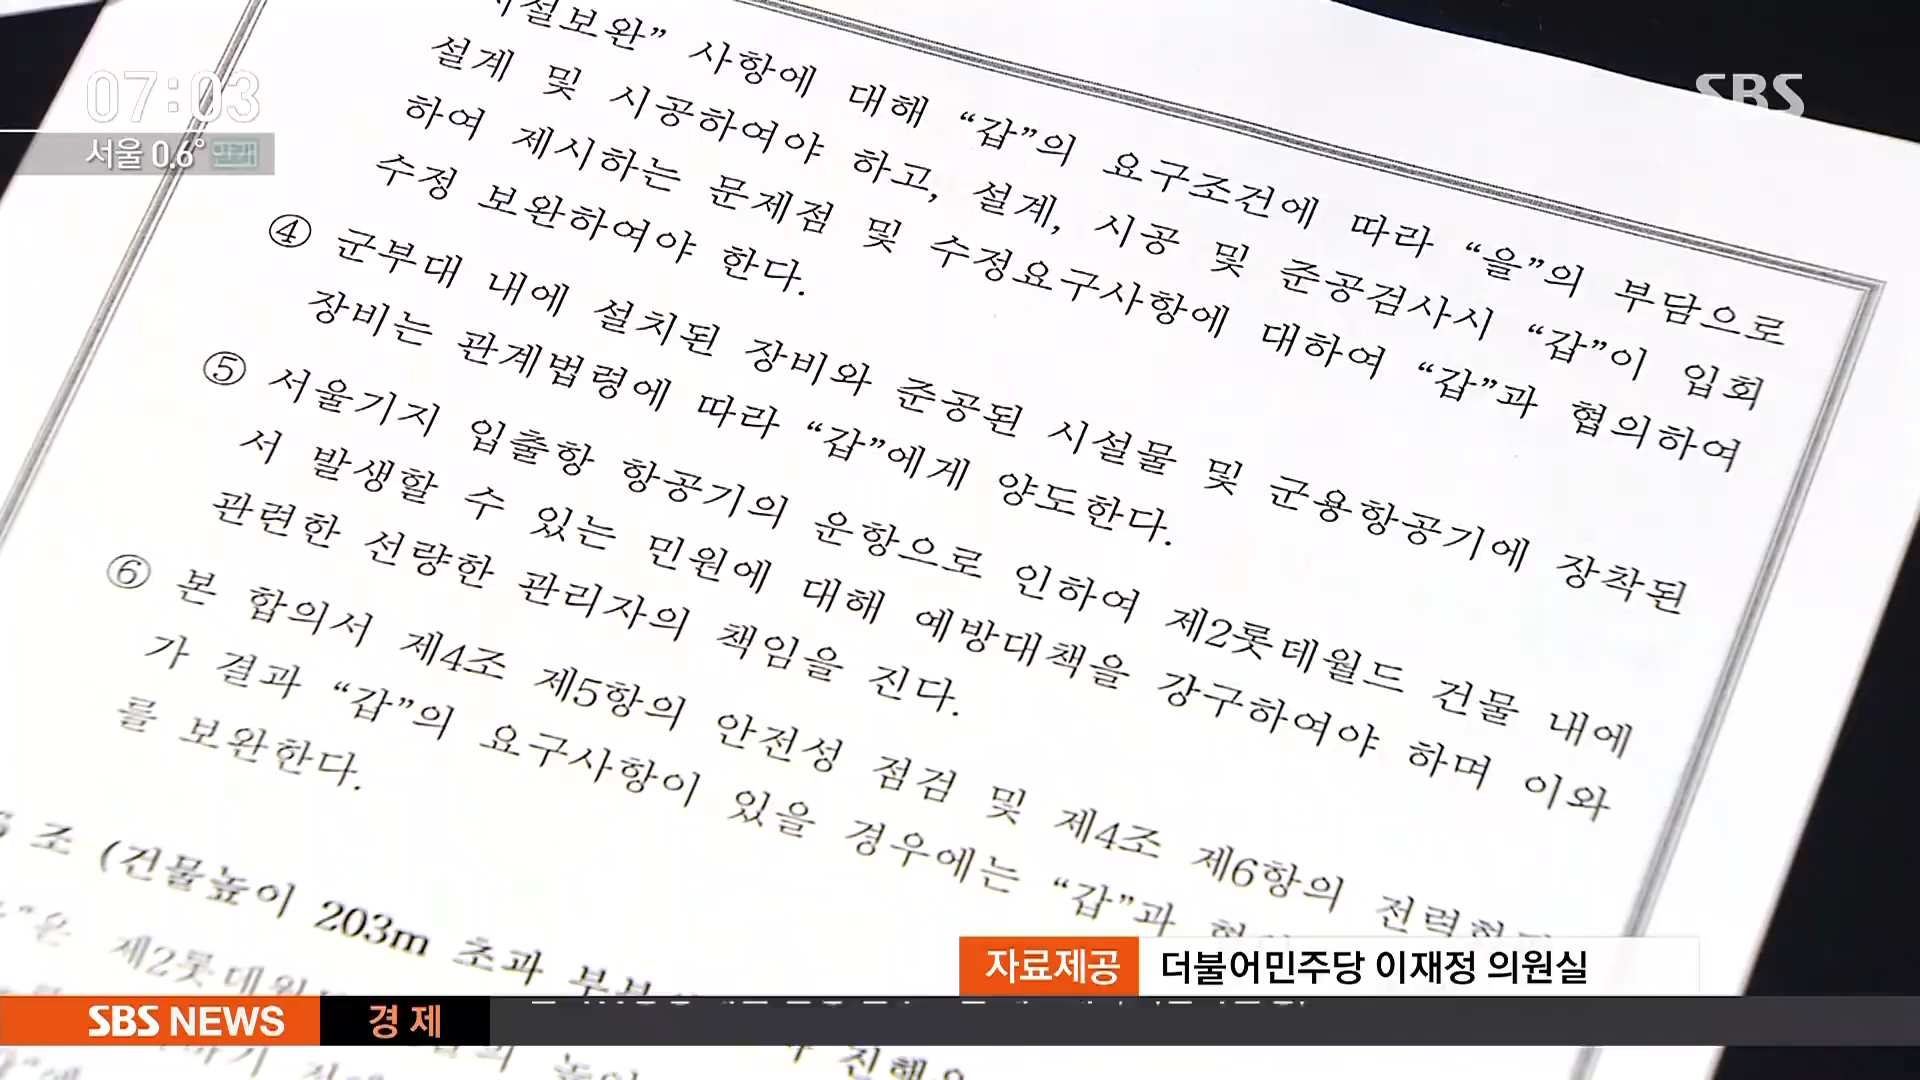 07:03
서울 0.6°
SBS
시설보완” 사항에 대해 “갑”의 요구조건에 따라 “을”의 부담으로
설계 및 시공하여야 하고, 설계, 시공 및 준공검사시 “갑”이 입회
하여 제시하는 문제점 및 수정요구사항에 대하여 “갑”과 협의하여
수정 보완하여야 한다.
④ 군부대 내에 설치된 장비와 준공된 시설물 및 군용항공기에 장착된
장비는 관계법령에 따라 “갑”에게 양도한다.
⑤ 서울기지 입출항 항공기의 운항으로 인하여 제2롯데월드 건물 내에
서 발생할 수 있는 민원에 대해 예방대책을 강구하여야 하며 이와
관련한 선량한 관리자의 책임을 진다.
⑥ 본 합의서 제4조 제5항의 안전성 점검 및 제4조 제6항의 전력
가 결과 “갑”의 요구사항이 있을 경우에는 “갑”과
를 보완한다.
조 (건물높이 203m 초과
은 제2롯데월드
자료제공 더불어민주당 이재정 의원실
SBS NEWS 경제